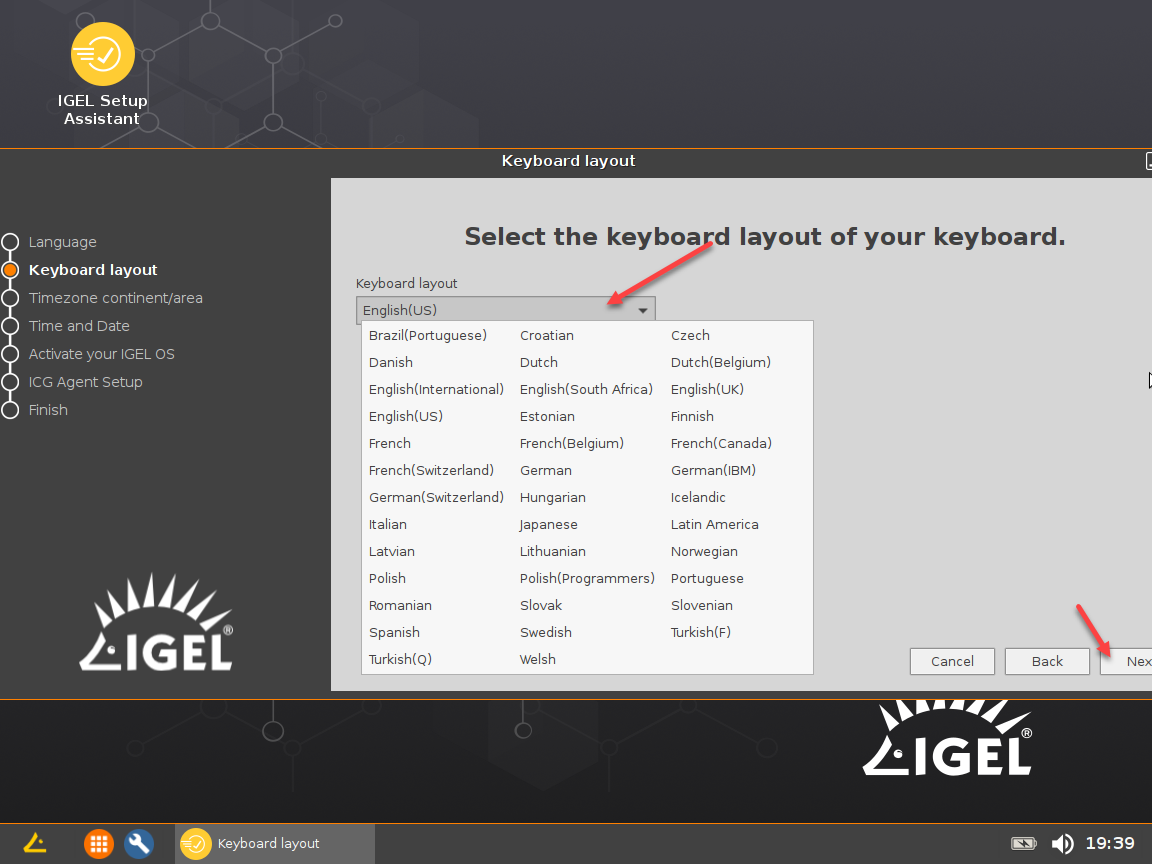 IGEL Setup
Assistant
Keyboard layout
Language
Keyboard layout
Timezone continent/area
Time and Date
Activate your IGEL OS
ICG Agent Setup
Finish
IGEL®
Select the keyboard layout of your keyboard.
Keyboard layout
English(US)
Brazil(Portuguese) Croatian Czech
Danish Dutch Dutch(Belgium)
English(International) English(South Africa) English(UK)
English(US) Estonian Finnish
French French(Belgium) French(Canada)
French(Switzerland) German German(IBM)
German(Switzerland) Hungarian Icelandic
Italian Japanese Latin America
Latvian Lithuanian Norwegian
Polish Polish(Programmers) Portuguese
Romanian Slovak Slovenian
Spanish Swedish Turkish(F)
Turkish(Q) Welsh
Cancel Back Nex
IGEL®
Keyboard layout 19:39